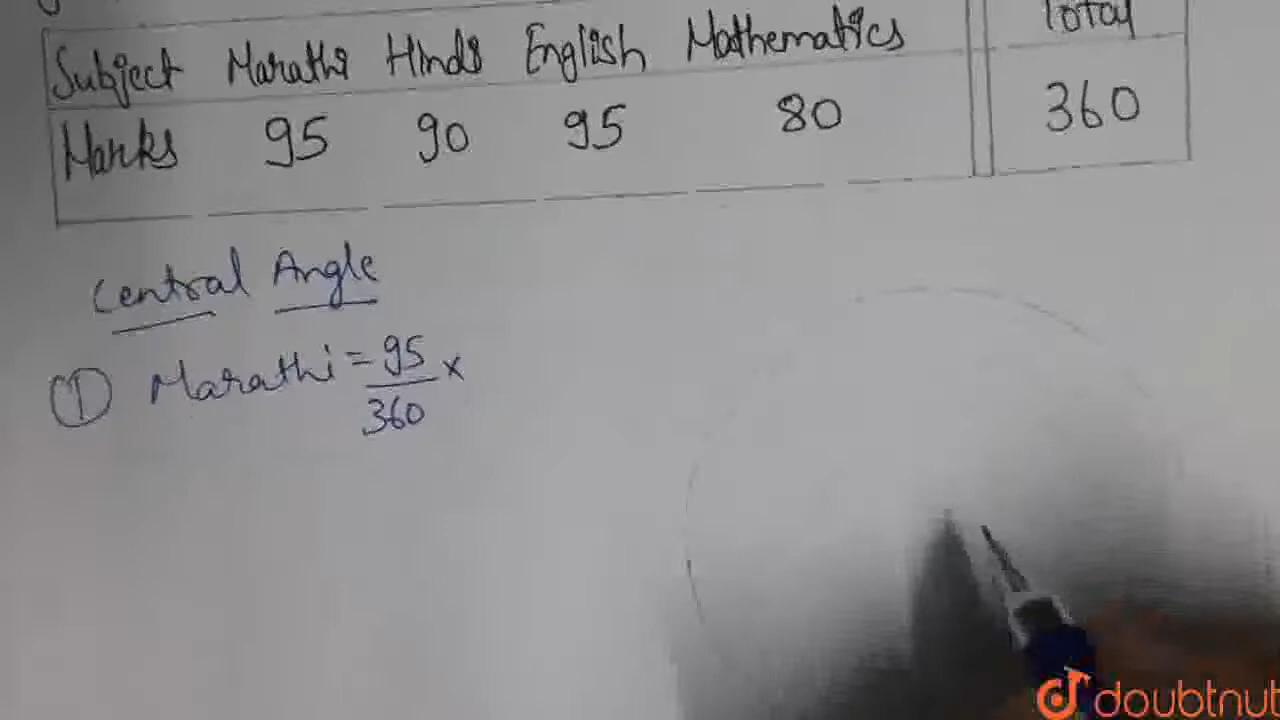 Subject Marathi Hindi English Mathematics Total
Marks 95 90 95 80 360
Central Angle
① Marathi = 95/360 ×
doubtnut